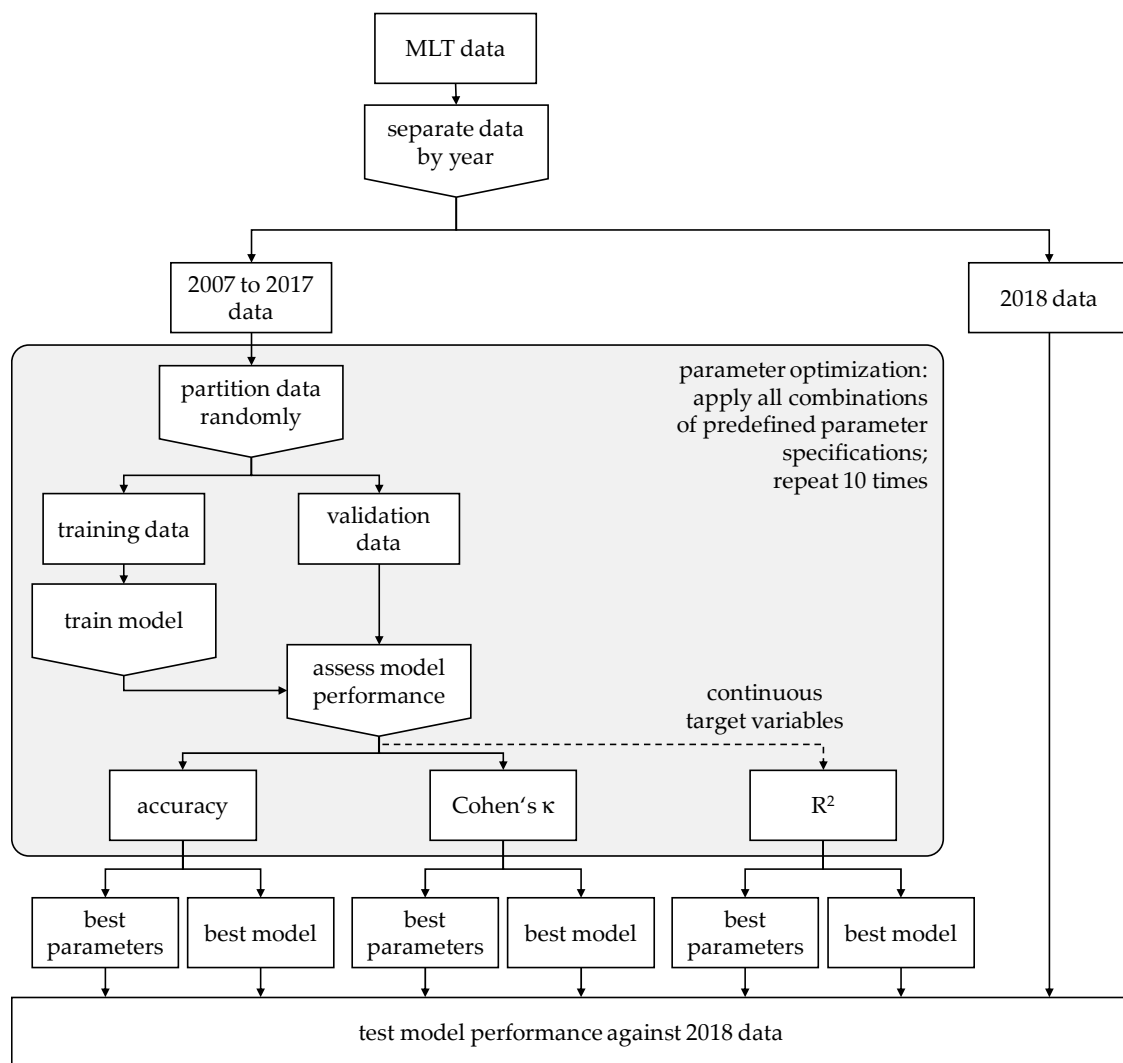 MLT data
separate data
by year
2007 to 2017
data
2018 data
partition data
randomly
parameter optimization:
apply all combinations
of predefined parameter
specifications;
repeat 10 times
training data
validation
data
train model
assess model
performance
continuous
target variables
accuracy
Cohen‘s κ
R²
best
parameters
best model
best
parameters
best model
best
parameters
best model
test model performance against 2018 data